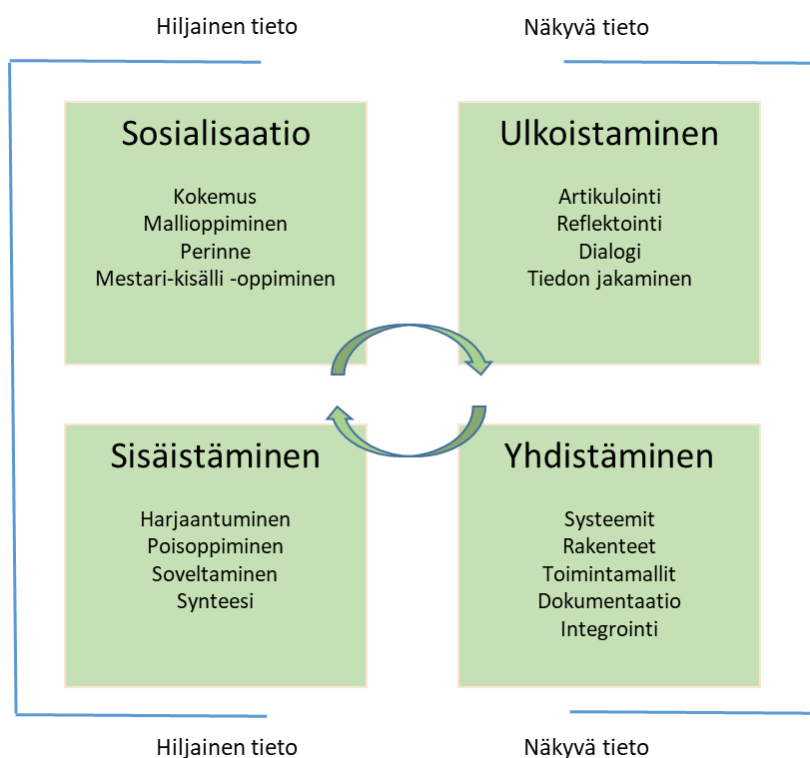 Hiljainen tieto
Näkyvä tieto
Sosialisaatio
Kokemus
Mallioppiminen
Perinne
Mestari-kisälli -oppiminen
Ulkoistaminen
Artikulointi
Reflektointi
Dialogi
Tiedon jakaminen
Sisäistäminen
Harjaantuminen
Poisoppiminen
Soveltaminen
Synteesi
Yhdistäminen
Systeemit
Rakenteet
Toimintamallit
Dokumentaatio
Integrointi
Hiljainen tieto
Näkyvä tieto